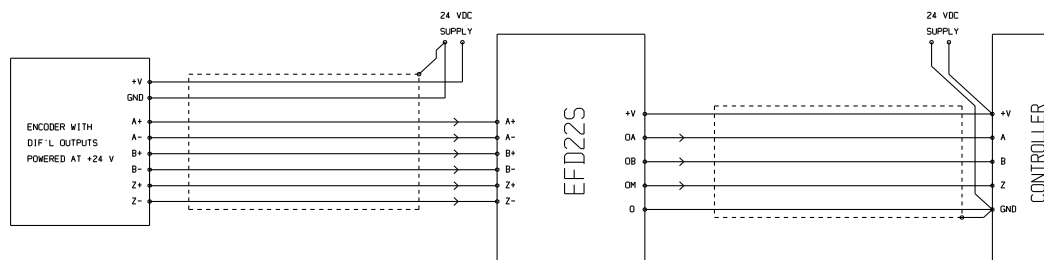 24 VDC
SUPPLY
+V
GND
A+
A-
B+
B-
Z+
Z-
ENCODER WITH
DIF'L OUTPUTS
POWERED AT +24 V
A+
A-
B+
B-
Z+
Z-
EFD22S
+V
OA
OB
OM
0
24 VDC
SUPPLY
+V
A
B
Z
GND
CONTROLLER